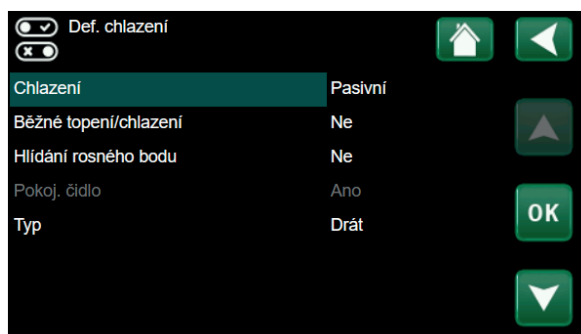 Def. chlazení
Chlazení Pasivní
Běžné topení/chlazení Ne
Hlídání rosného bodu Ne
Pokoj. čidlo Ano
Typ Drát
OK